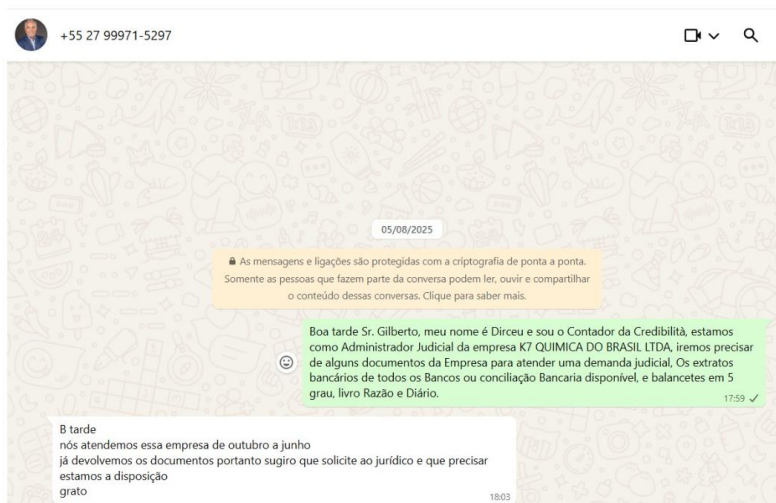 +55 27 99971-5297
05/08/2025
As mensagens e ligações são protegidas com a criptografia de ponta a ponta.
Somente as pessoas que fazem parte da conversa podem ler, ouvir e compartilhar
o conteúdo dessas conversas. Clique para saber mais.
Boa tarde Sr. Gilberto, meu nome é Dirceu e sou o Contador da Credibilità, estamos
como Administrador Judicial da empresa K7 QUIMICA DO BRASIL LTDA, iremos precisar
de alguns documentos da Empresa para atender uma demanda judicial, Os extratos
bancários de todos os Bancos ou conciliação Bancaria disponível, e balancetes em 5
grau, livro Razão e Diário.
17:59
B tarde
nós atendemos essa empresa de outubro a junho
já devolvemos os documentos portanto sugiro que solicite ao jurídico e que precisar
estamos a disposição
grato
18:03